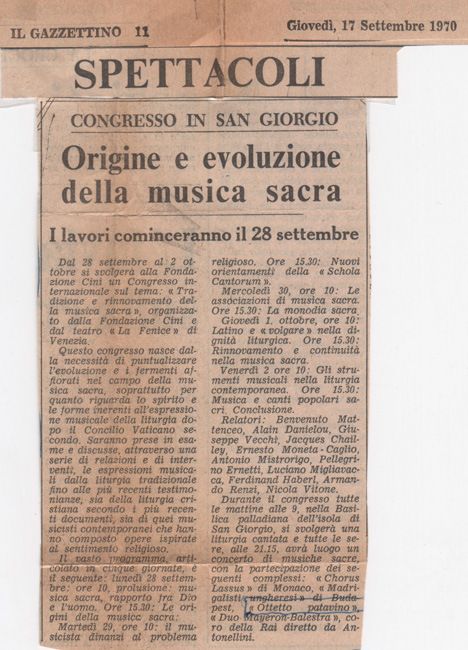 IL GAZZETTINO 11
Giovedì, 17 Settembre 1970
SPETTACOLI
CONGRESSO IN SAN GIORGIO
Origine e evoluzione
della musica sacra
I lavori cominceranno il 28 settembre
Dal 28 settembre al 2 ot-
tobre si svolgerà alla Fonda-
zione Cini un Congresso in-
ternazionale sul tema: « Tra-
dizione e rinnovamento del-
la musica sacra », organiz-
zato dalla Fondazione Cini e
dal teatro « La Fenice » di
Venezia.
Questo congresso nasce dal-
la necessità di puntualizzare
l'evoluzione e i fermenti af-
fiorati nel campo della mu-
sica sacra, soprattutto per
quanto riguarda lo spirito e
le forme inerenti all'espressio-
ne musicale della liturgia do-
po il Concilio Vaticano se-
condo. Saranno prese in esa-
me e discusse, attraverso una
serie di relazioni e di inter-
venti, le espressioni musica-
li dalla liturgia tradizionale
fino alle più recenti testimo-
nianze, sia della liturgia cri-
stiana secondo i più recen-
ti documenti, sia di quei mu-
sicisti contemporanei che han-
no composto opere ispirate
al sentimento religioso.
Il vasto programma, arti-
colato in cinque giornate, è
il seguente: lunedì 28 settem-
bre: ore 10, prolusione: mu-
sica sacra, rapporto fra Dio
e l'uomo. Ore 15.30: Le ori-
gini della musica sacra:
Martedì 29, ore 10: il mu-
sicista dinanzi al problema
religioso. Ore 15.30: Nuovi
orientamenti della « Schola
Cantorum ».
Mercoledì 30, ore 10: Le
associazioni di musica sacra.
Ore 15.30: La monodia sacra.
Giovedì 1. ottobre, ore 10:
Latino e « volgare » nella di-
gnità liturgica. Ore 15.30:
Rinnovamento e continuità
nella musica sacra.
Venerdì 2 ore 10: Gli stru-
menti musicali nella liturgia
contemporanea. Ore 15.30:
Musica e canti popolari sa-
cri. Conclusione.
Relatori: Benvenuto Mat-
tenceo, Alain Danielou, Giu-
seppe Vecchi, Jacques Chail-
ley, Ernesto Moneta-Caglio,
Antonio Mistrorigo, Pellegri-
no Ernetti, Luciano Migliavac-
ca, Ferdinand Haberl, Arman-
do Renzi, Nicola Vitone.
Durante il congresso tutte
le mattine alle 9, nella Basi-
lica palladiana dell'isola di
San Giorgio, si svolgerà una
liturgia cantata e tutte le se-
re, alle 21.15, avrà luogo un
concerto di musiche sacre,
con la partecipazione dei se-
guenti complessi: « Chorus
Lassus » di Monaco, « Madri-
galisti ungheresi » di Buda-
pest, « Ottetto patavino »,
« Duo Mayeron-Balestra », co-
ro della Rai diretto da An-
tonellini.